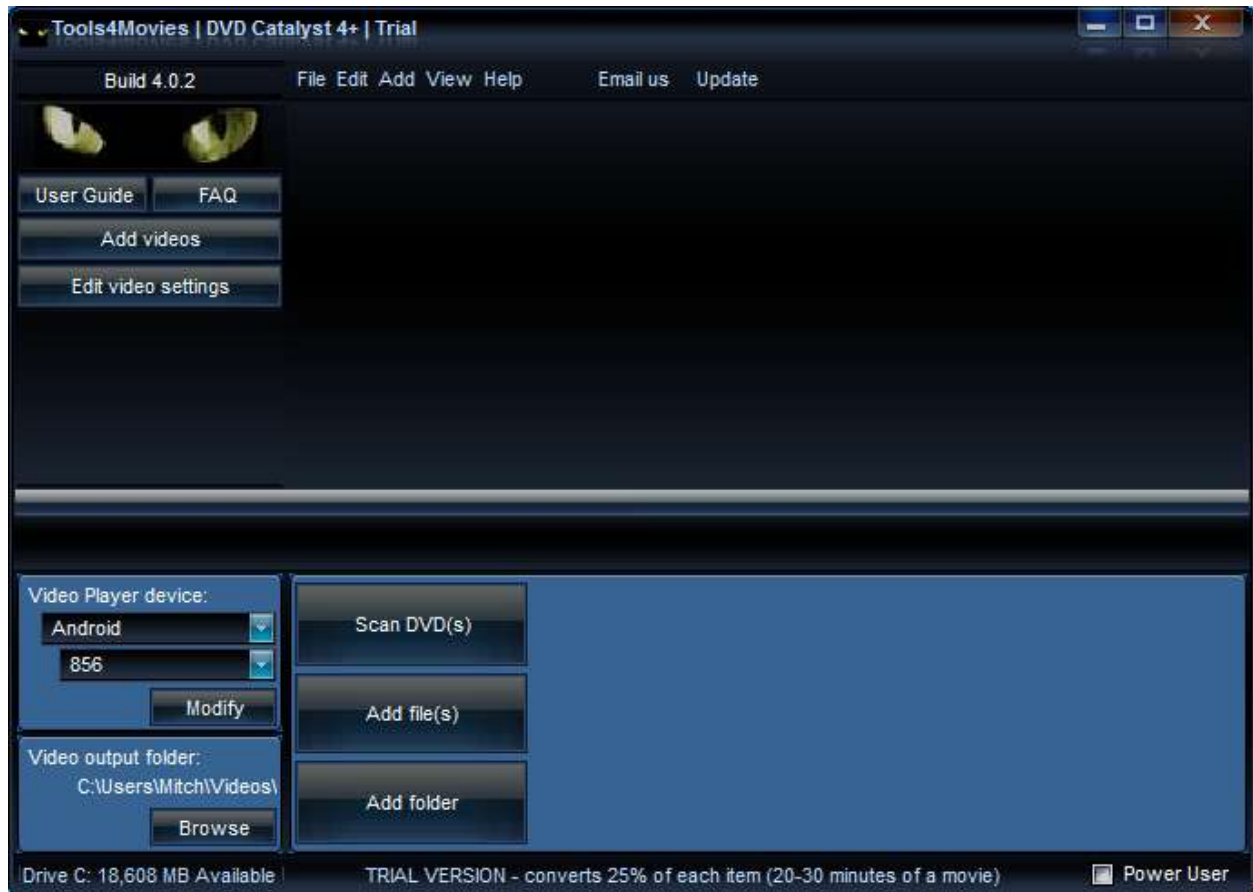 Tools4Movies | DVD Catalyst 4+ | Trial
X
Build 4.0.2
File Edit Add View Help Email us Update
User Guide FAQ
Add videos
Edit video settings
Video Player device:
Android
856
Modify
Video output folder:
C:\Users\Mitch\Videos\
Browse
Scan DVD(s)
Add file(s)
Add folder
Drive C: 18,608 MB Available
TRIAL VERSION - converts 25% of each item (20-30 minutes of a movie)
Power User